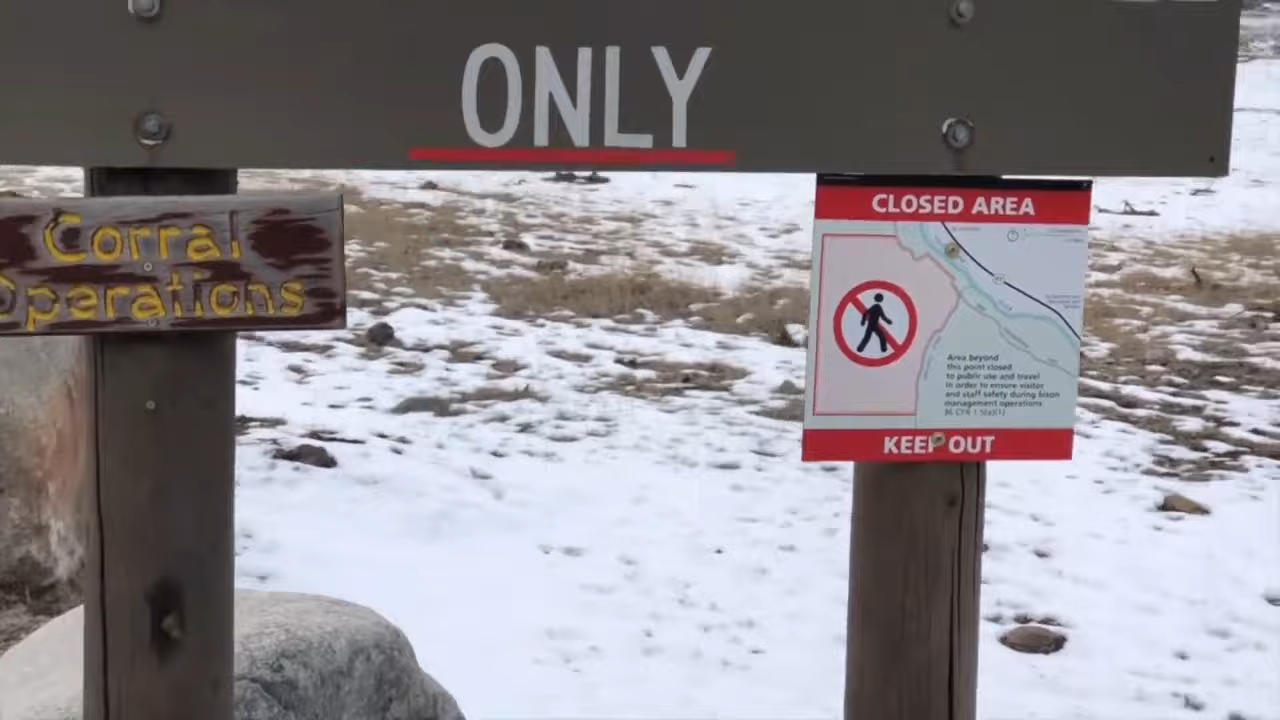 ONLY
Corral
Operations
CLOSED AREA
Area beyond
this point closed
to public use and travel
in order to ensure visitor
and staff safety during bison
management operations
36 CFR 1.5(a)(1)
KEEP OUT